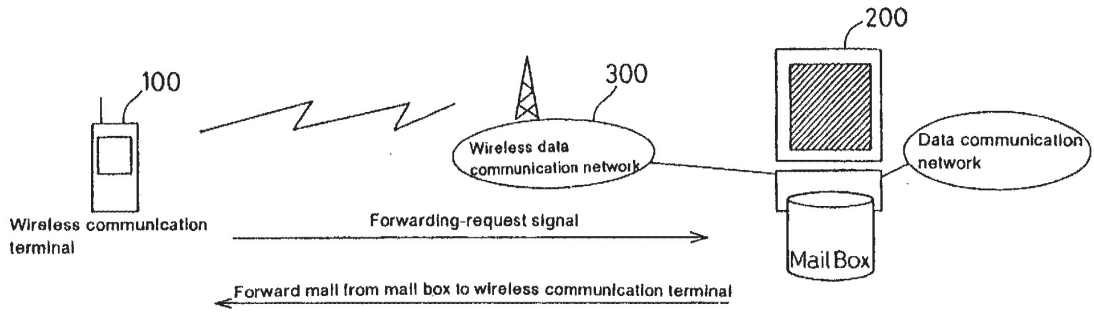 200
100
300
Wireless data
communication network
Data communication
network
Wireless communication
terminal
Forwarding-request signal
Mail Box
Forward mail from mail box to wireless communication terminal